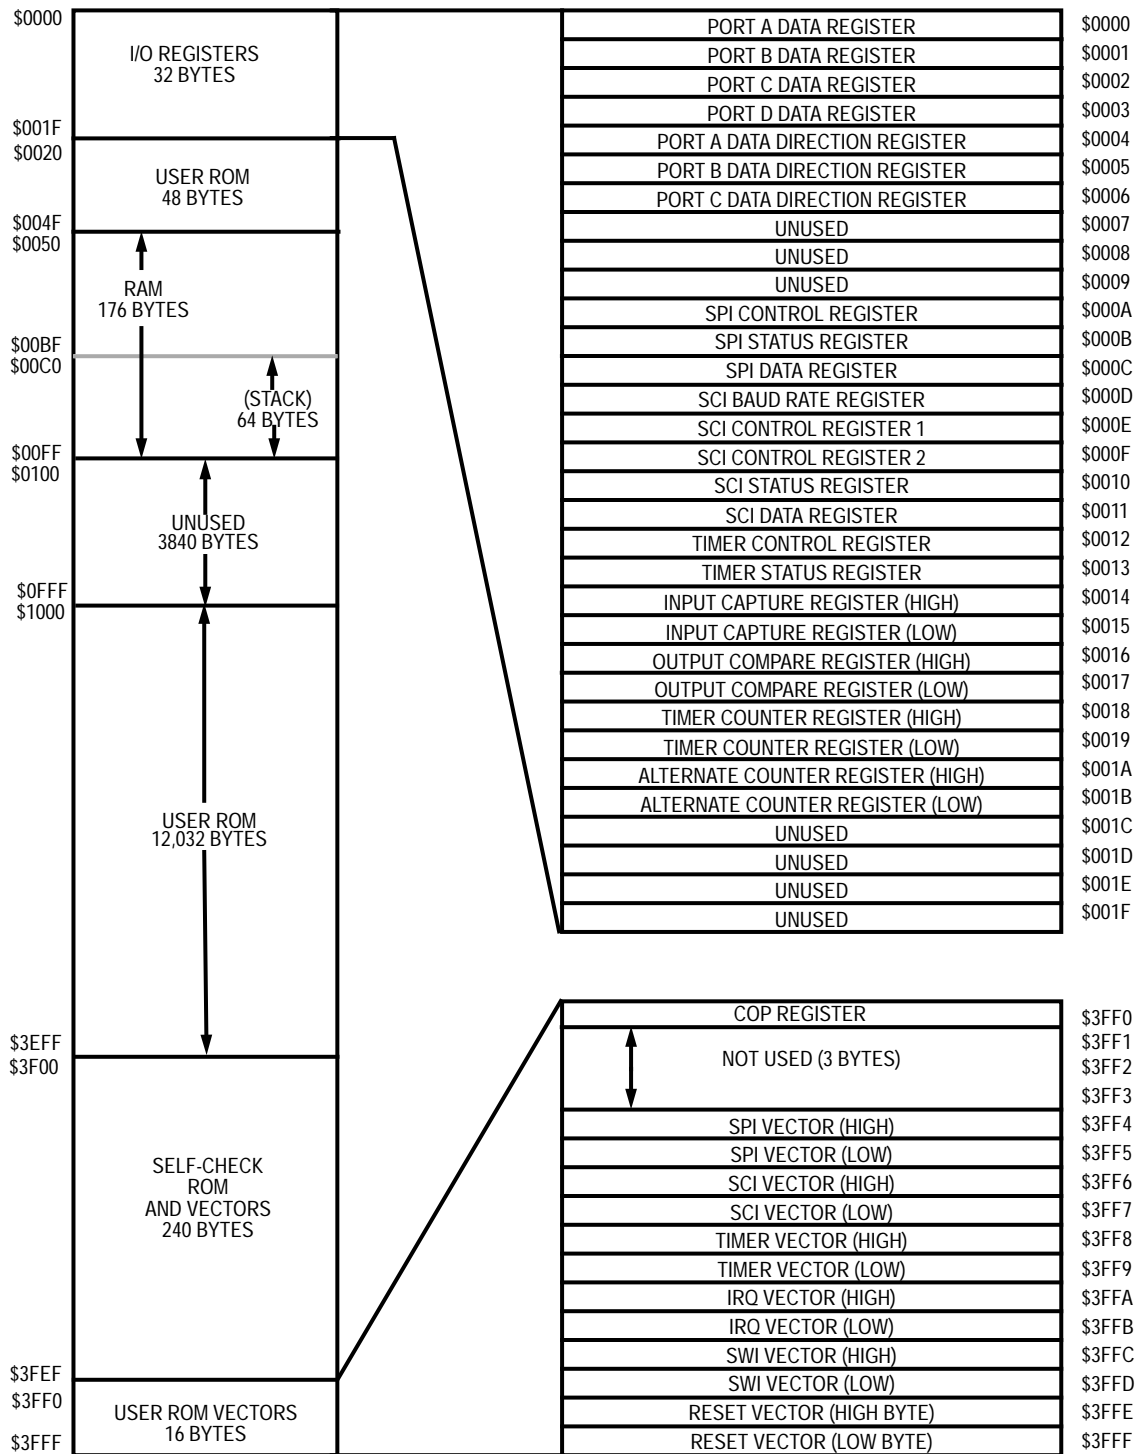 $0000
I/O REGISTERS
32 BYTES
$001F
$0020
USER ROM
48 BYTES
$004F
$0050
RAM
176 BYTES
$00BF
$00C0
(STACK)
64 BYTES
$00FF
$0100
UNUSED
3840 BYTES
$0FFF
$1000
USER ROM
12,032 BYTES
$3EFF
$3F00
SELF-CHECK
ROM
AND VECTORS
240 BYTES
$3FEF
$3FF0
USER ROM VECTORS
16 BYTES
$3FFF
PORT A DATA REGISTER $0000
PORT B DATA REGISTER $0001
PORT C DATA REGISTER $0002
PORT D DATA REGISTER $0003
PORT A DATA DIRECTION REGISTER $0004
PORT B DATA DIRECTION REGISTER $0005
PORT C DATA DIRECTION REGISTER $0006
UNUSED $0007
UNUSED $0008
UNUSED $0009
SPI CONTROL REGISTER $000A
SPI STATUS REGISTER $000B
SPI DATA REGISTER $000C
SCI BAUD RATE REGISTER $000D
SCI CONTROL REGISTER 1 $000E
SCI CONTROL REGISTER 2 $000F
SCI STATUS REGISTER $0010
SCI DATA REGISTER $0011
TIMER CONTROL REGISTER $0012
TIMER STATUS REGISTER $0013
INPUT CAPTURE REGISTER (HIGH) $0014
INPUT CAPTURE REGISTER (LOW) $0015
OUTPUT COMPARE REGISTER (HIGH) $0016
OUTPUT COMPARE REGISTER (LOW) $0017
TIMER COUNTER REGISTER (HIGH) $0018
TIMER COUNTER REGISTER (LOW) $0019
ALTERNATE COUNTER REGISTER (HIGH) $001A
ALTERNATE COUNTER REGISTER (LOW) $001B
UNUSED $001C
UNUSED $001D
UNUSED $001E
UNUSED $001F
COP REGISTER $3FF0
$3FF1
NOT USED (3 BYTES) $3FF2
$3FF3
SPI VECTOR (HIGH) $3FF4
SPI VECTOR (LOW) $3FF5
SCI VECTOR (HIGH) $3FF6
SCI VECTOR (LOW) $3FF7
TIMER VECTOR (HIGH) $3FF8
TIMER VECTOR (LOW) $3FF9
IRQ VECTOR (HIGH) $3FFA
IRQ VECTOR (LOW) $3FFB
SWI VECTOR (HIGH) $3FFC
SWI VECTOR (LOW) $3FFD
RESET VECTOR (HIGH BYTE) $3FFE
RESET VECTOR (LOW BYTE) $3FFF